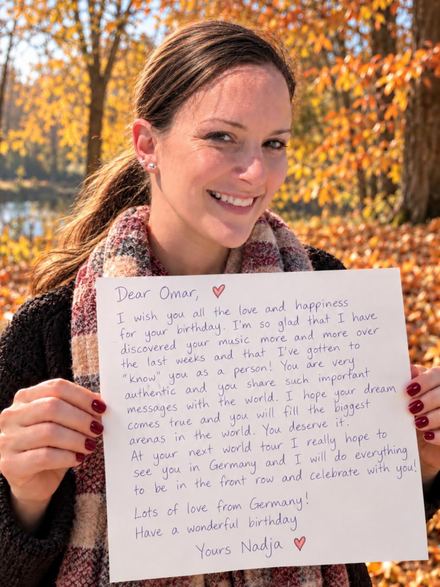 Dear Omar, ♡
I wish you all the love and happiness
for your birthday. I'm so glad that I have
discovered your music more and more over
the last weeks and that I've gotten to
"know" you as a person! You are very
authentic and you share such important
messages with the world. I hope your dream
comes true and you will fill the biggest
arenas in the world. You deserve it.
At your next world tour I really hope to
see you in Germany and I will do everything
to be in the front row and celebrate with you!
Lots of love from Germany!
Have a wonderful birthday
Yours Nadja ♡